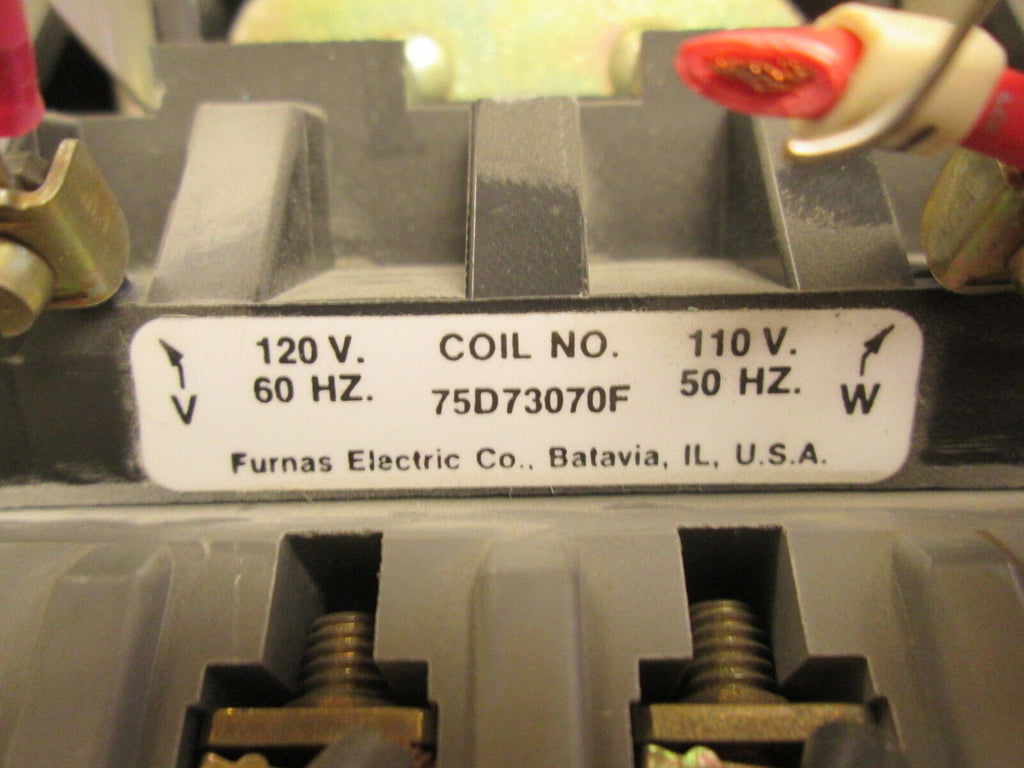 120 V. COIL NO. 110 V.
60 HZ. 75D73070F 50 HZ.
V W
Furnas Electric Co., Batavia, IL, U.S.A.